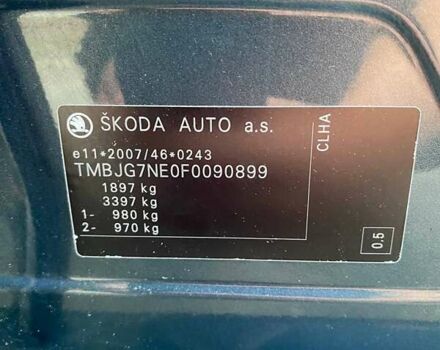 ŠKODA AUTO a.s.
e11*2007/46*0243
TMBJG7NE0F0090899
1897 kg
3397 kg
1- 980 kg
2- 970 kg
CLHA
0.5